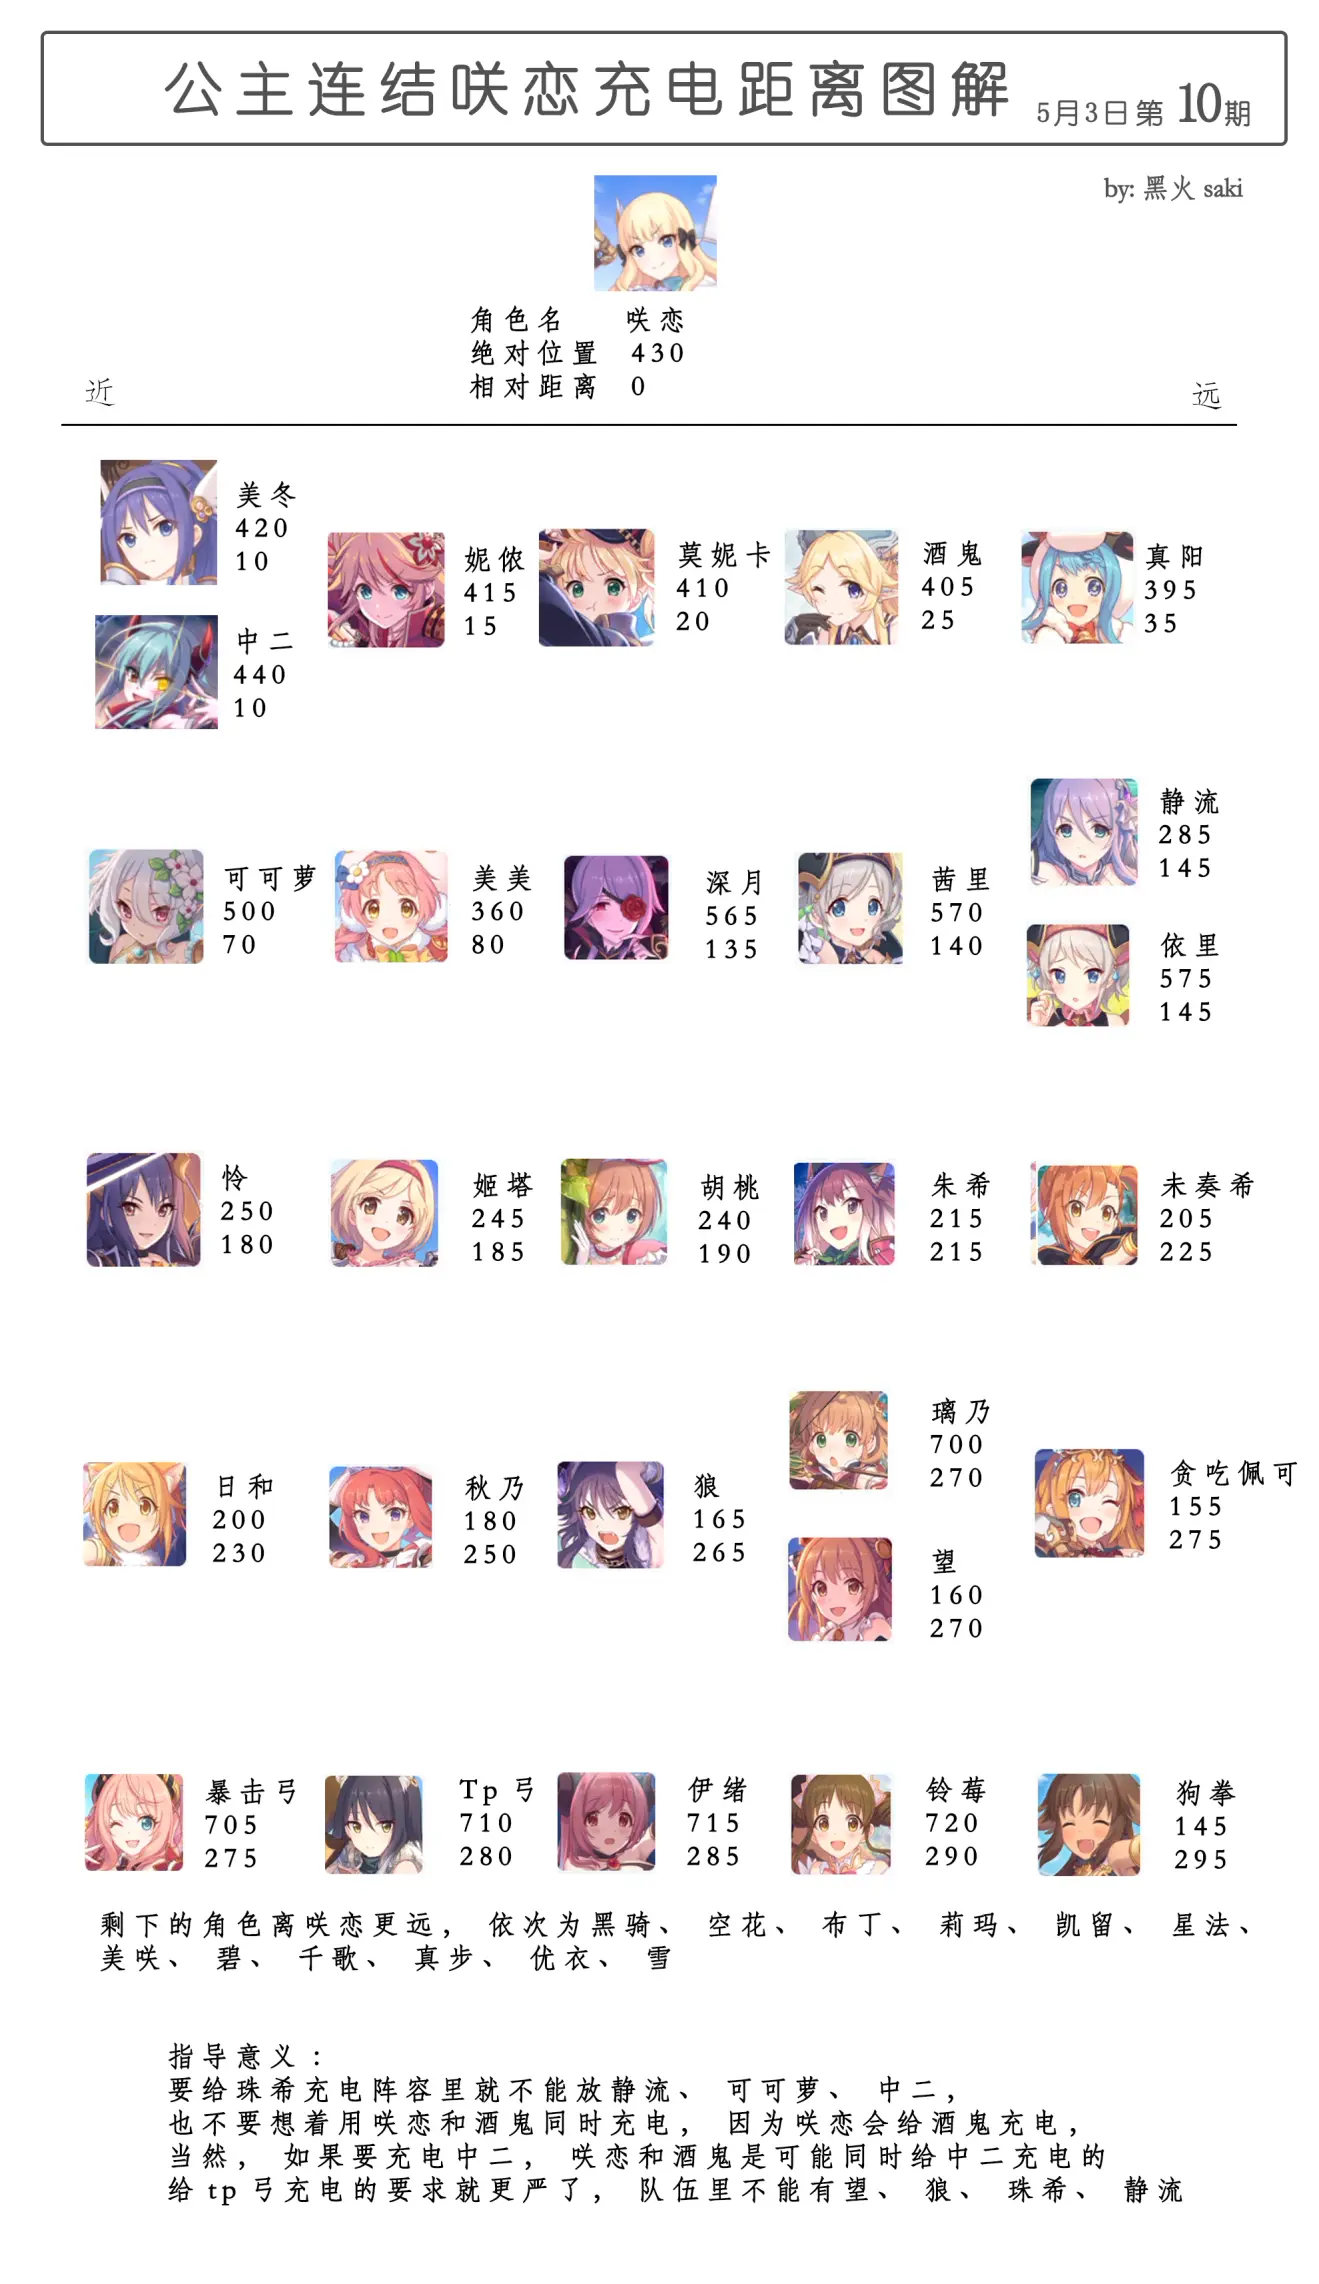 公主连结咲恋充电距离图解 5月3日第10期
by: 黑火 saki
角色名 咲恋
绝对位置 430
相对距离 0
近
远
美冬
420
10
中二
440
10
妮侬
415
15
莫妮卡
410
20
酒鬼
405
25
真阳
395
35
可可萝
500
70
美美
360
80
深月
565
135
茜里
570
140
静流
285
145
依里
575
145
怜
250
180
姬塔
245
185
胡桃
240
190
朱希
215
215
未奏希
205
225
日和
200
230
秋乃
180
250
狼
165
265
璃乃
700
270
望
160
270
贪吃佩可
155
275
暴击弓
705
275
Tp弓
710
280
伊绪
715
285
铃莓
720
290
狗拳
145
295
剩下的角色离咲恋更远，依次为黑骑、空花、布丁、莉玛、凯留、星法、
美咲、碧、千歌、真步、优衣、雪
指导意义：
要给珠希充电阵容里就不能放静流、可可萝、中二，
也不要想着用咲恋和酒鬼同时充电，因为咲恋会给酒鬼充电，
当然，如果要充电中二，咲恋和酒鬼是可能同时给中二充电的
给tp弓充电的要求就更严了，队伍里不能有望、狼、珠希、静流